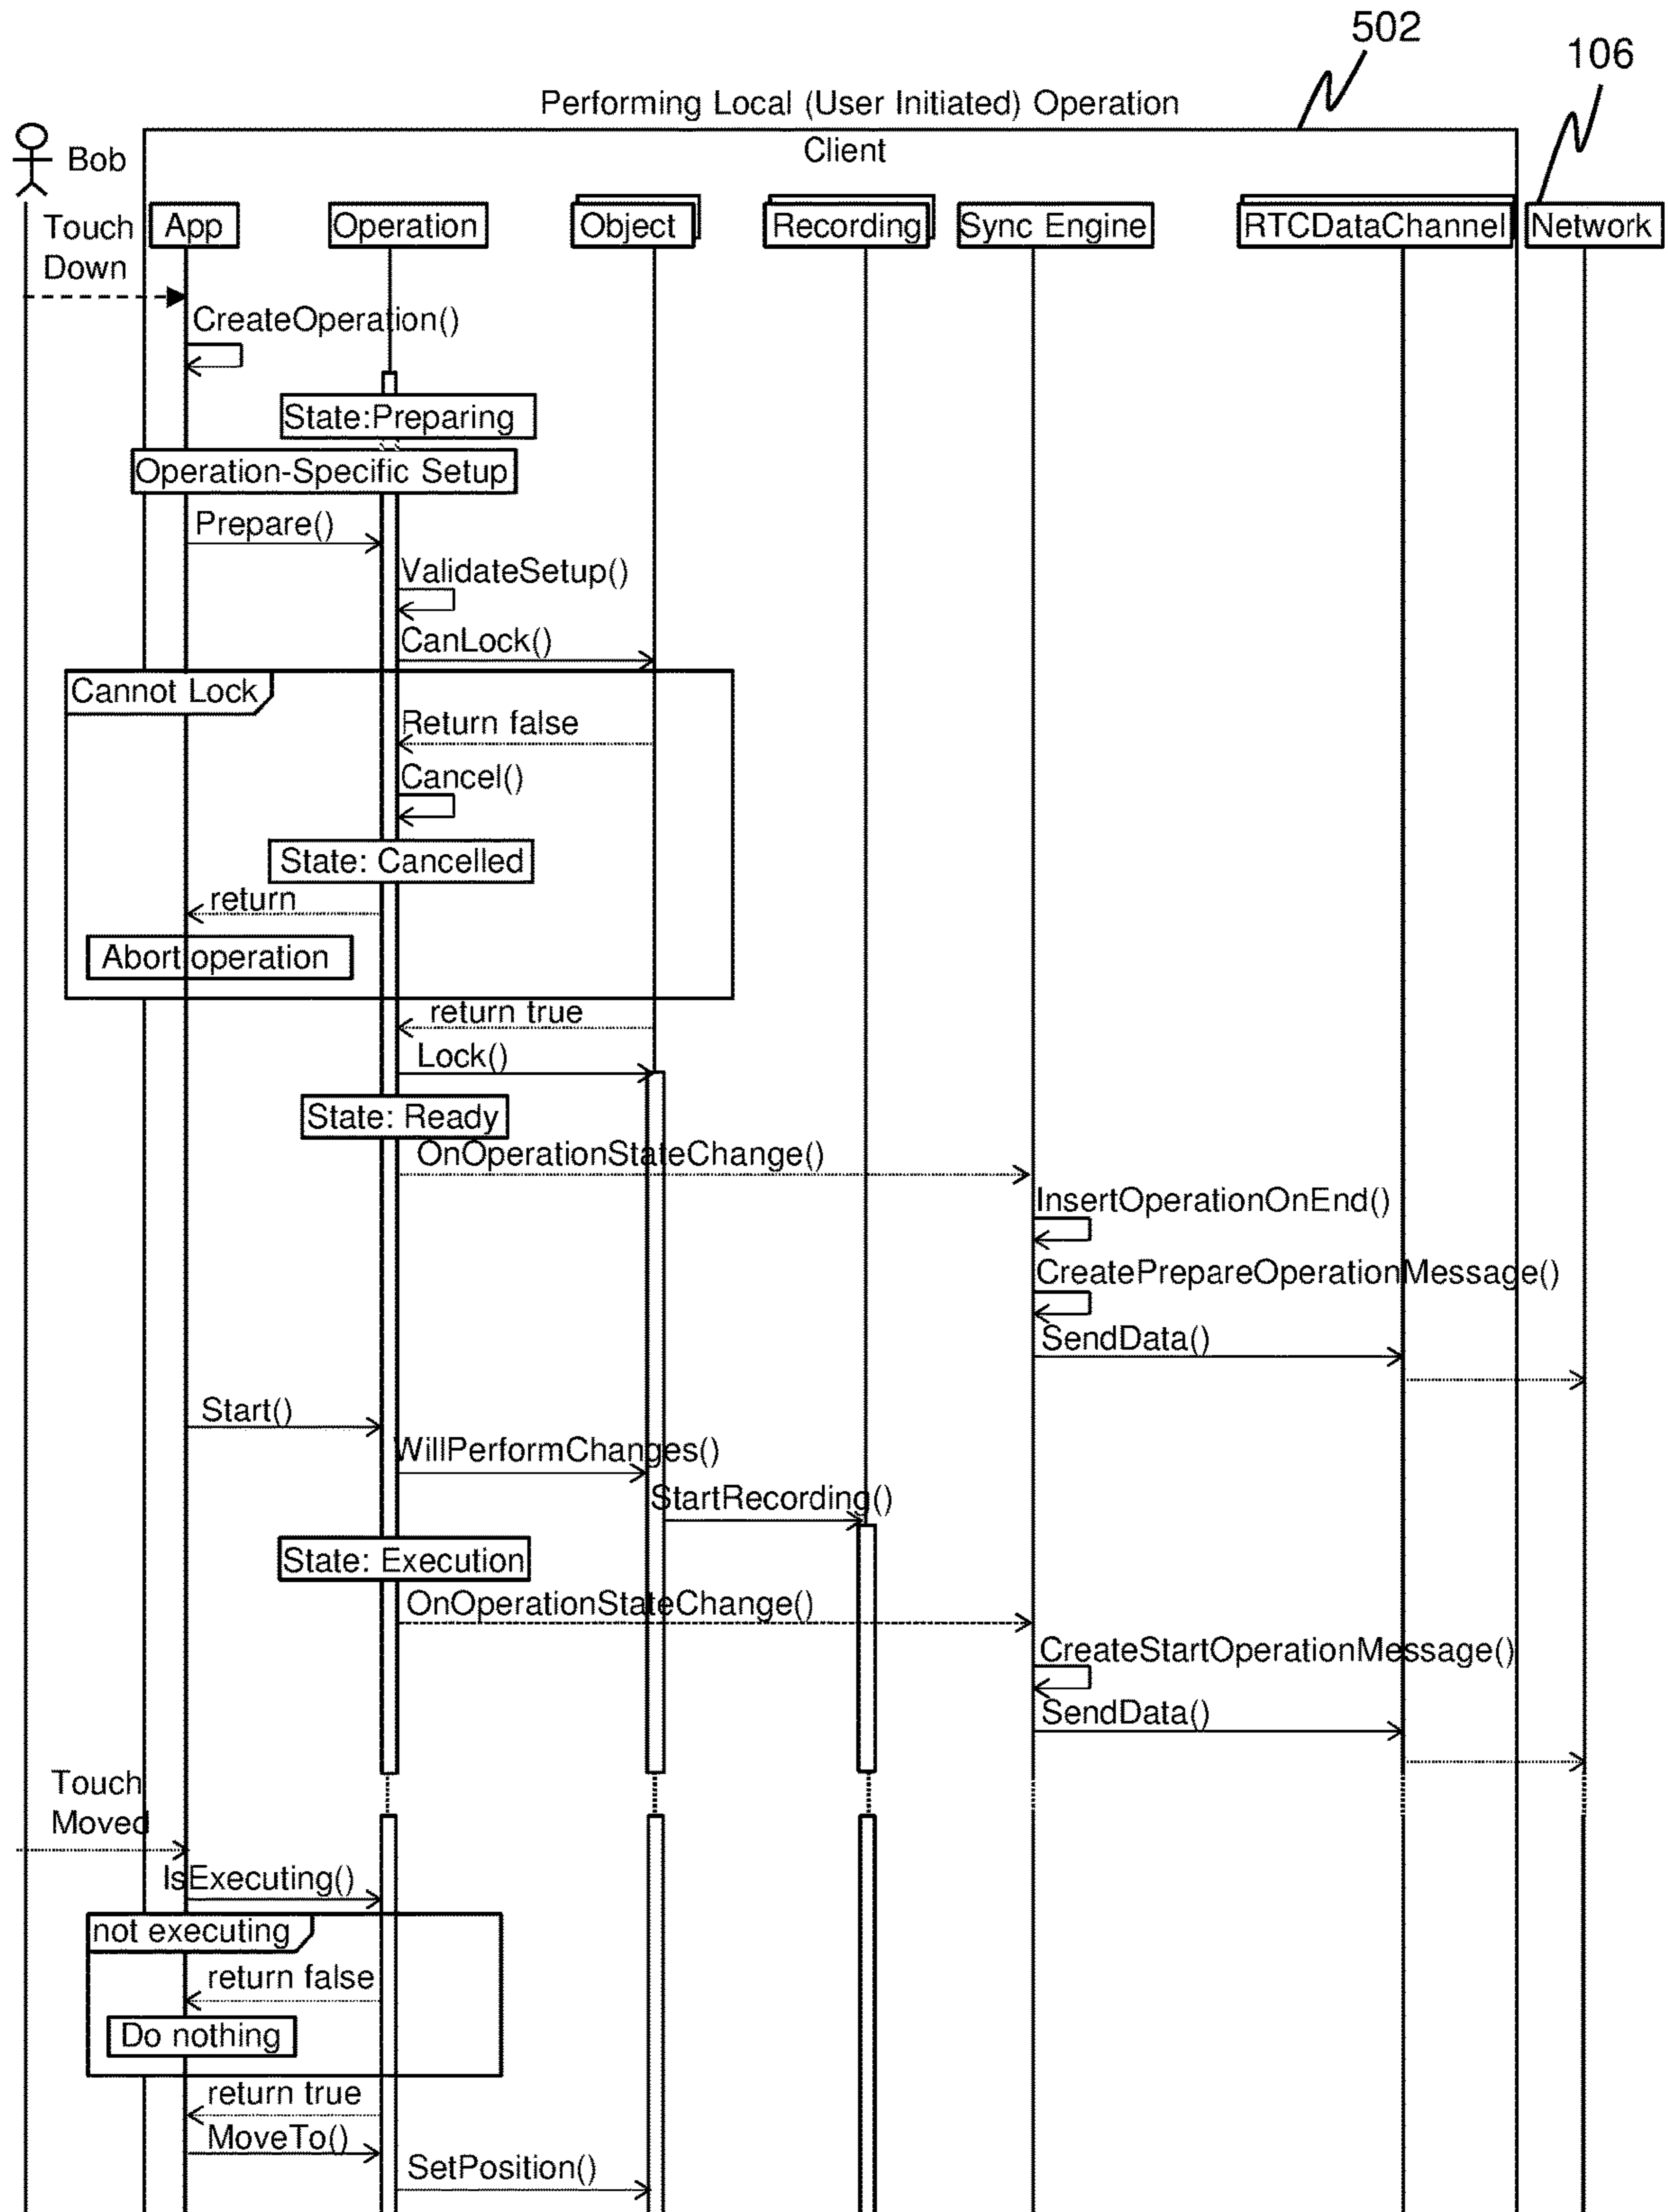 502
106
Performing Local (User Initiated) Operation
Client
Bob
App
Operation
Object
Recording
Sync Engine
RTCDataChannel
Network
Touch
Down
CreateOperation()
State:Preparing
Operation-Specific Setup
Prepare()
ValidateSetup()
CanLock()
Cannot Lock
Return false
Cancel()
State: Cancelled
return
Abort operation
return true
Lock()
State: Ready
OnOperationStateChange()
InsertOperationOnEnd()
CreatePrepareOperationMessage()
SendData()
Start()
WillPerformChanges()
StartRecording()
State: Execution
OnOperationStateChange()
CreateStartOperationMessage()
SendData()
Touch
Moved
IsExecuting()
not executing
return false
Do nothing
return true
MoveTo()
SetPosition()